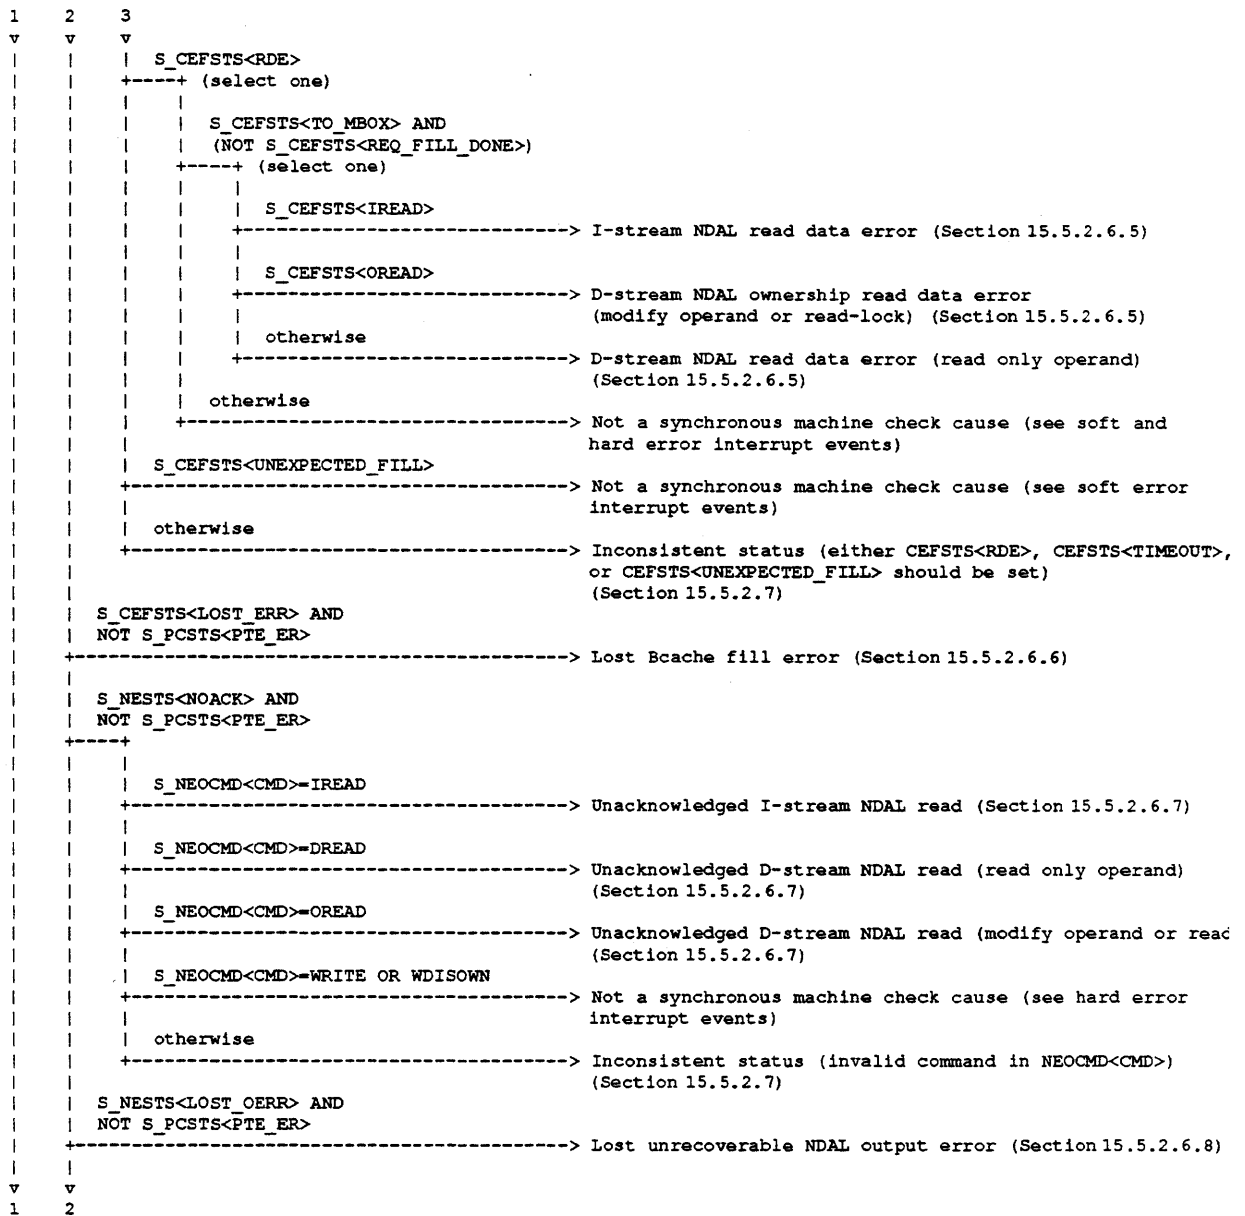 1 2 3
v v v
| | | S_CEFSTS<RDE>
| | +----+ (select one)
| | | |
| | | | S_CEFSTS<TO_MBOX> AND
| | | | (NOT S_CEFSTS<REQ_FILL_DONE>)
| | | +----+ (select one)
| | | | |
| | | | | S_CEFSTS<IREAD>
| | | | +-----------------------------> I-stream NDAL read data error (Section 15.5.2.6.5)
| | | | |
| | | | | S_CEFSTS<OREAD>
| | | | +-----------------------------> D-stream NDAL ownership read data error
| | | | | (modify operand or read-lock) (Section 15.5.2.6.5)
| | | | | otherwise
| | | | +-----------------------------> D-stream NDAL read data error (read only operand)
| | | | (Section 15.5.2.6.5)
| | | | otherwise
| | | +----------------------------------> Not a synchronous machine check cause (see soft and
| | | hard error interrupt events)
| | | S_CEFSTS<UNEXPECTED_FILL>
| | +---------------------------------------> Not a synchronous machine check cause (see soft error
| | | interrupt events)
| | | otherwise
| | +---------------------------------------> Inconsistent status (either CEFSTS<RDE>, CEFSTS<TIMEOUT>,
| | or CEFSTS<UNEXPECTED_FILL> should be set)
| | (Section 15.5.2.7)
| | S_CEFSTS<LOST_ERR> AND
| | NOT S_PCSTS<PTE_ER>
| +--------------------------------------------> Lost Bcache fill error (Section 15.5.2.6.6)
| |
| | S_NESTS<NOACK> AND
| | NOT S_PCSTS<PTE_ER>
| +----+
| | |
| | | S_NEOCMD<CMD>=IREAD
| | +---------------------------------------> Unacknowledged I-stream NDAL read (Section 15.5.2.6.7)
| | |
| | | S_NEOCMD<CMD>=DREAD
| | +---------------------------------------> Unacknowledged D-stream NDAL read (read only operand)
| | | (Section 15.5.2.6.7)
| | | S_NEOCMD<CMD>=OREAD
| | +---------------------------------------> Unacknowledged D-stream NDAL read (modify operand or read
| | | (Section 15.5.2.6.7)
| | | S_NEOCMD<CMD>=WRITE OR WDISOWN
| | +---------------------------------------> Not a synchronous machine check cause (see hard error
| | | interrupt events)
| | | otherwise
| | +---------------------------------------> Inconsistent status (invalid command in NEOCMD<CMD>)
| | (Section 15.5.2.7)
| | S_NESTS<LOST_OERR> AND
| | NOT S_PCSTS<PTE_ER>
| +--------------------------------------------> Lost unrecoverable NDAL output error (Section 15.5.2.6.8)
| |
v v
1 2